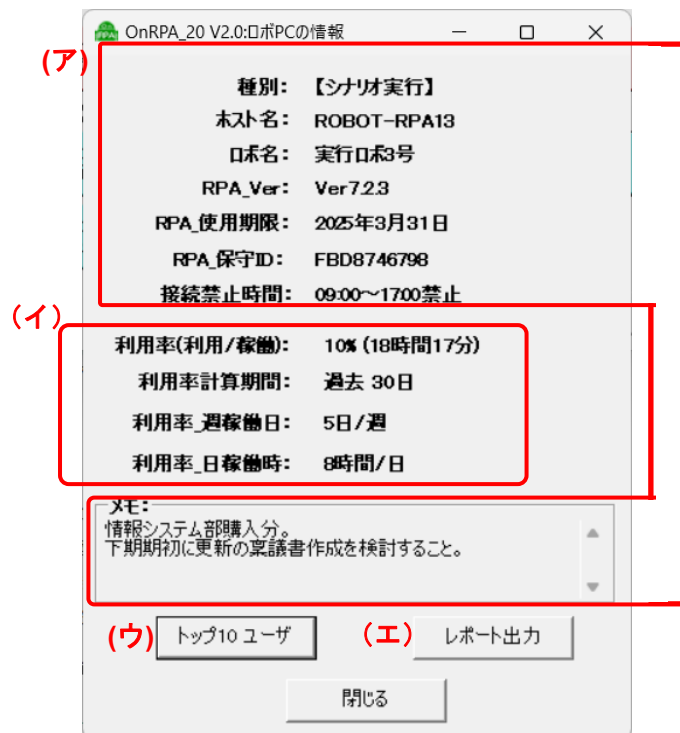 OnRPA_20 V2.0:ロボPCの情報
(ア)
種別: 【シナリオ実行】
ホスト名: ROBOT-RPA13
ロボ名: 実行ロボ3号
RPA_Ver: Ver7.2.3
RPA_使用期限: 2025年3月31日
RPA_保守ID: FBD8746798
接続禁止時間: 09:00~17:00禁止
(イ)
利用率(利用/稼働): 10% (18時間17分)
利用率計算期間: 過去 30日
利用率_週稼働日: 5日/週
利用率_日稼働時: 8時間/日
メモ:
情報システム部購入分。
下期期初に更新の稟議書作成を検討すること。
(ウ) トップ10 ユーザ (エ) レポート出力
閉じる